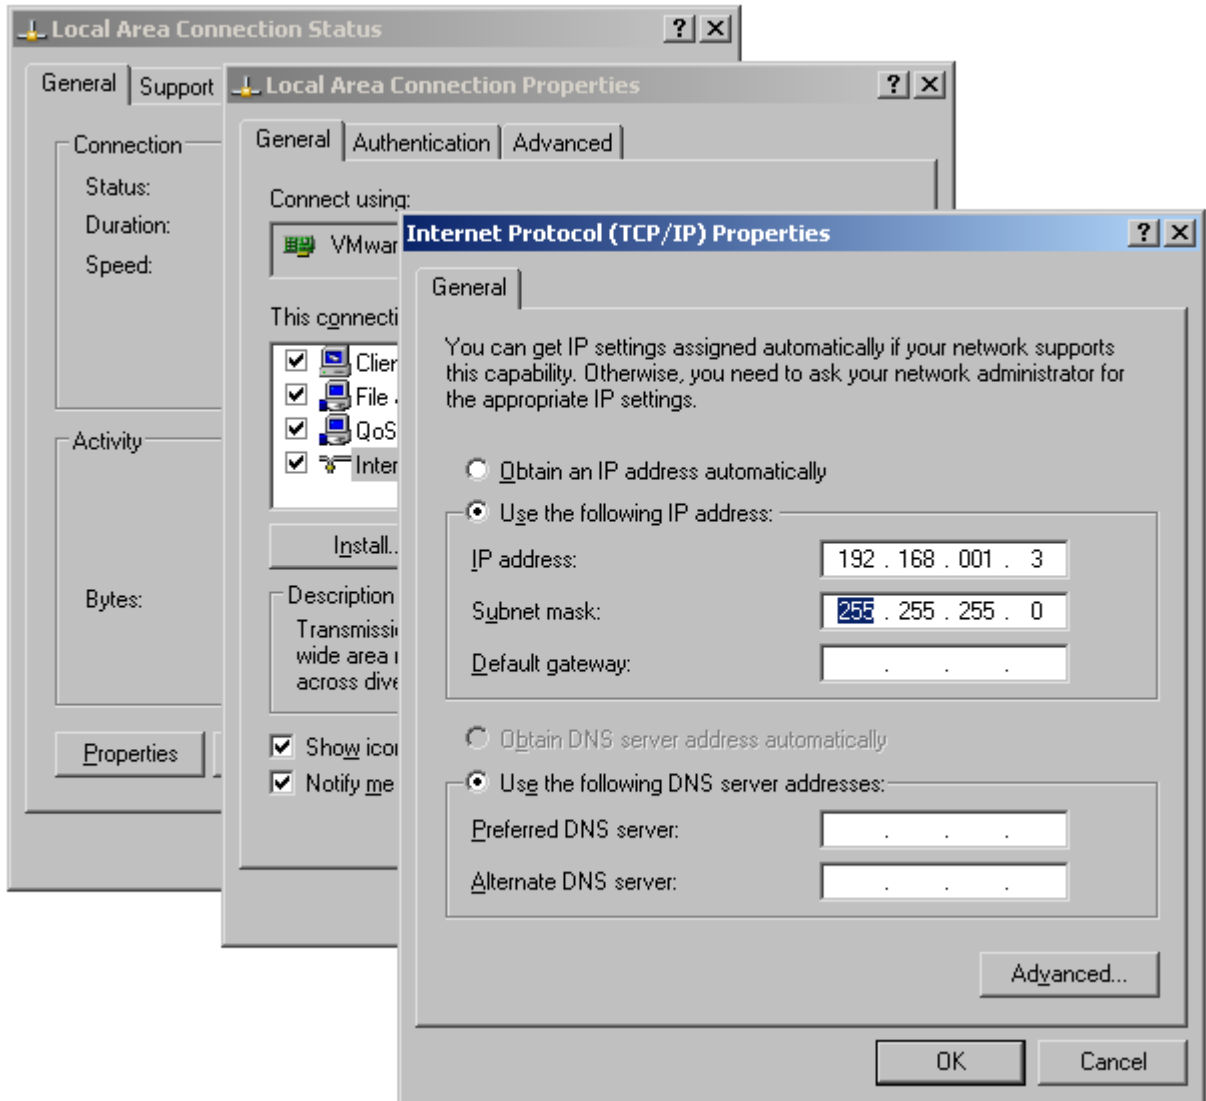 Local Area Connection Status
General
Support
Connection
Status:
Duration:
Speed:
Activity
Bytes:
Properties
Local Area Connection Properties
General
Authentication
Advanced
Connect using:
VMwar
This connecti
Clier
File
QoS
Inter
Install..
Description
Transmissi
wide area
across dive
Show icor
Notify me
Internet Protocol (TCP/IP) Properties
General
You can get IP settings assigned automatically if your network supports
this capability. Otherwise, you need to ask your network administrator for
the appropriate IP settings.
Obtain an IP address automatically
Use the following IP address:
IP address: 192 . 168 . 001 . 3
Subnet mask: 255 . 255 . 255 . 0
Default gateway: . . .
Obtain DNS server address automatically
Use the following DNS server addresses:
Preferred DNS server: . . .
Alternate DNS server: . . .
Advanced...
OK
Cancel